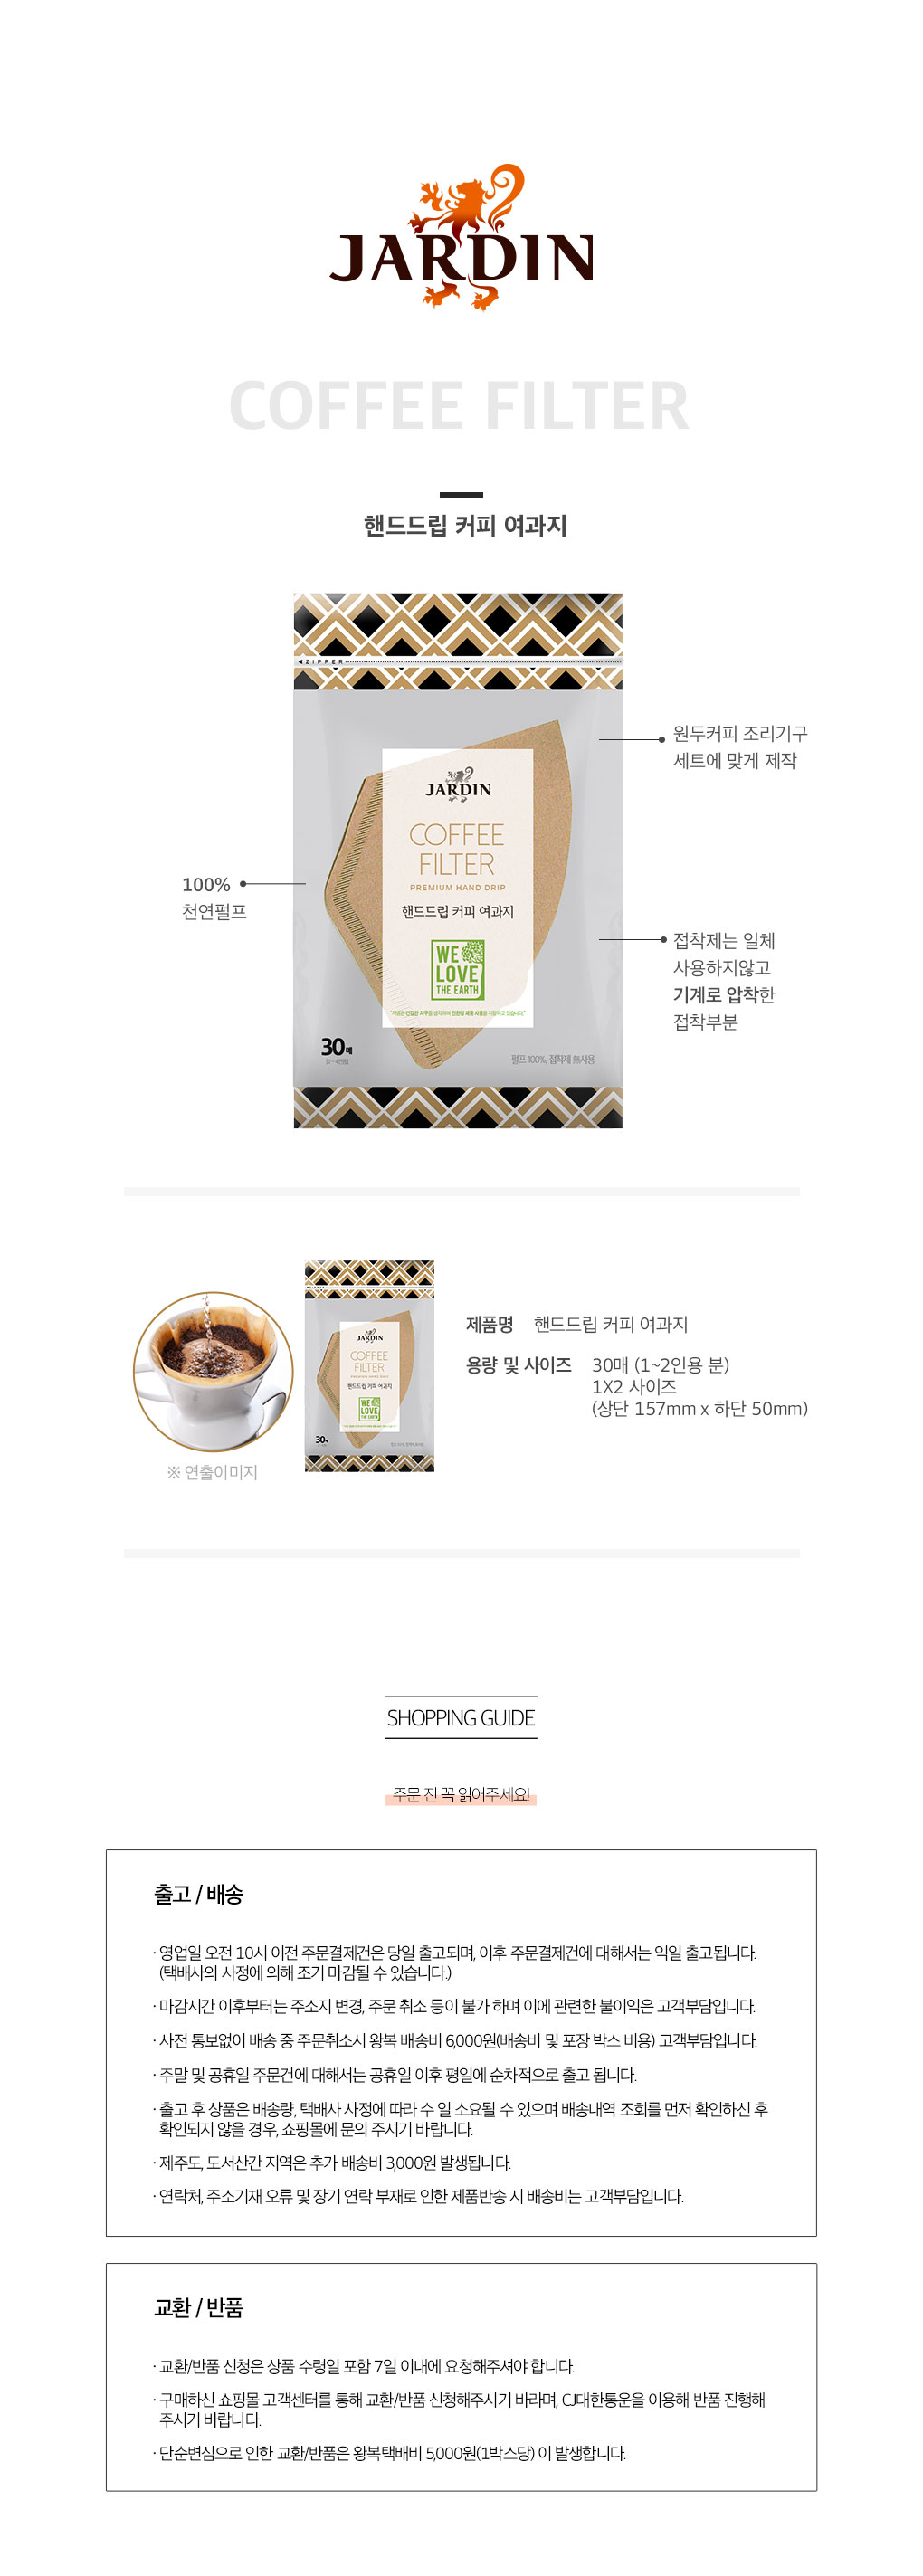 JARDIN
COFFEE FILTER
핸드드립 커피 여과지
◀ZIPPER
원두커피 조리기구
세트에 맞게 제작
JARDIN
COFFEE
FILTER
PREMIUM HAND DRIP
핸드드립 커피 여과지
100%
천연펄프
WE
LOVE
THE EARTH
접착제는 일체
사용하지않고
기계로 압착한
접착부분
30매
펄프 100%, 접착제 無사용
JARDIN
COFFEE
FILTER
핸드드립 커피 여과지
WE
LOVE
THE EARTH
30매
※ 연출이미지
제품명 핸드드립 커피 여과지
용량 및 사이즈 30매 (1~2인용 분)
1X2 사이즈
(상단 157mm x 하단 50mm)
SHOPPING GUIDE
주문 전 꼭 읽어주세요!
출고 / 배송
· 영업일 오전 10시 이전 주문결제건은 당일 출고되며, 이후 주문결제건에 대해서는 익일 출고됩니다.
(택배사의 사정에 의해 조기 마감될 수 있습니다.)
· 마감시간 이후부터는 주소지 변경, 주문 취소 등이 불가 하며 이에 관련한 불이익은 고객부담입니다.
· 사전 통보없이 배송 중 주문취소시 왕복 배송비 6,000원(배송비 및 포장 박스 비용) 고객부담입니다.
· 주말 및 공휴일 주문건에 대해서는 공휴일 이후 평일에 순차적으로 출고 됩니다.
· 출고 후 상품은 배송량, 택배사 사정에 따라 수 일 소요될 수 있으며 배송내역 조회를 먼저 확인하신 후
확인되지 않을 경우, 쇼핑몰에 문의 주시기 바랍니다.
· 제주도, 도서산간 지역은 추가 배송비 3,000원 발생됩니다.
· 연락처, 주소기재 오류 및 장기 연락 부재로 인한 제품반송 시 배송비는 고객부담입니다.
교환 / 반품
· 교환/반품 신청은 상품 수령일 포함 7일 이내에 요청해주셔야 합니다.
· 구매하신 쇼핑몰 고객센터를 통해 교환/반품 신청해주시기 바라며, CJ대한통운을 이용해 반품 진행해
주시기 바랍니다.
· 단순변심으로 인한 교환/반품은 왕복택배비 5,000원(1박스당) 이 발생합니다.